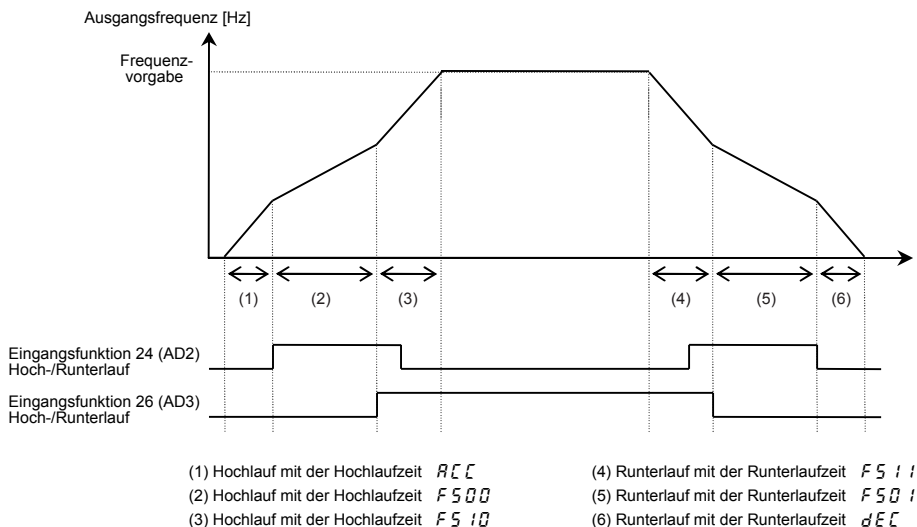 Ausgangsfrequenz [Hz]
Frequenz-
vorgabe
(1)
(2)
(3)
(4)
(5)
(6)
Eingangsfunktion 24 (AD2)
Hoch-/Runterlauf
Eingangsfunktion 26 (AD3)
Hoch-/Runterlauf
(1) Hochlauf mit der Hochlaufzeit ACC
(2) Hochlauf mit der Hochlaufzeit F500
(3) Hochlauf mit der Hochlaufzeit F510
(4) Runterlauf mit der Runterlaufzeit F511
(5) Runterlauf mit der Runterlaufzeit F501
(6) Runterlauf mit der Runterlaufzeit dEC